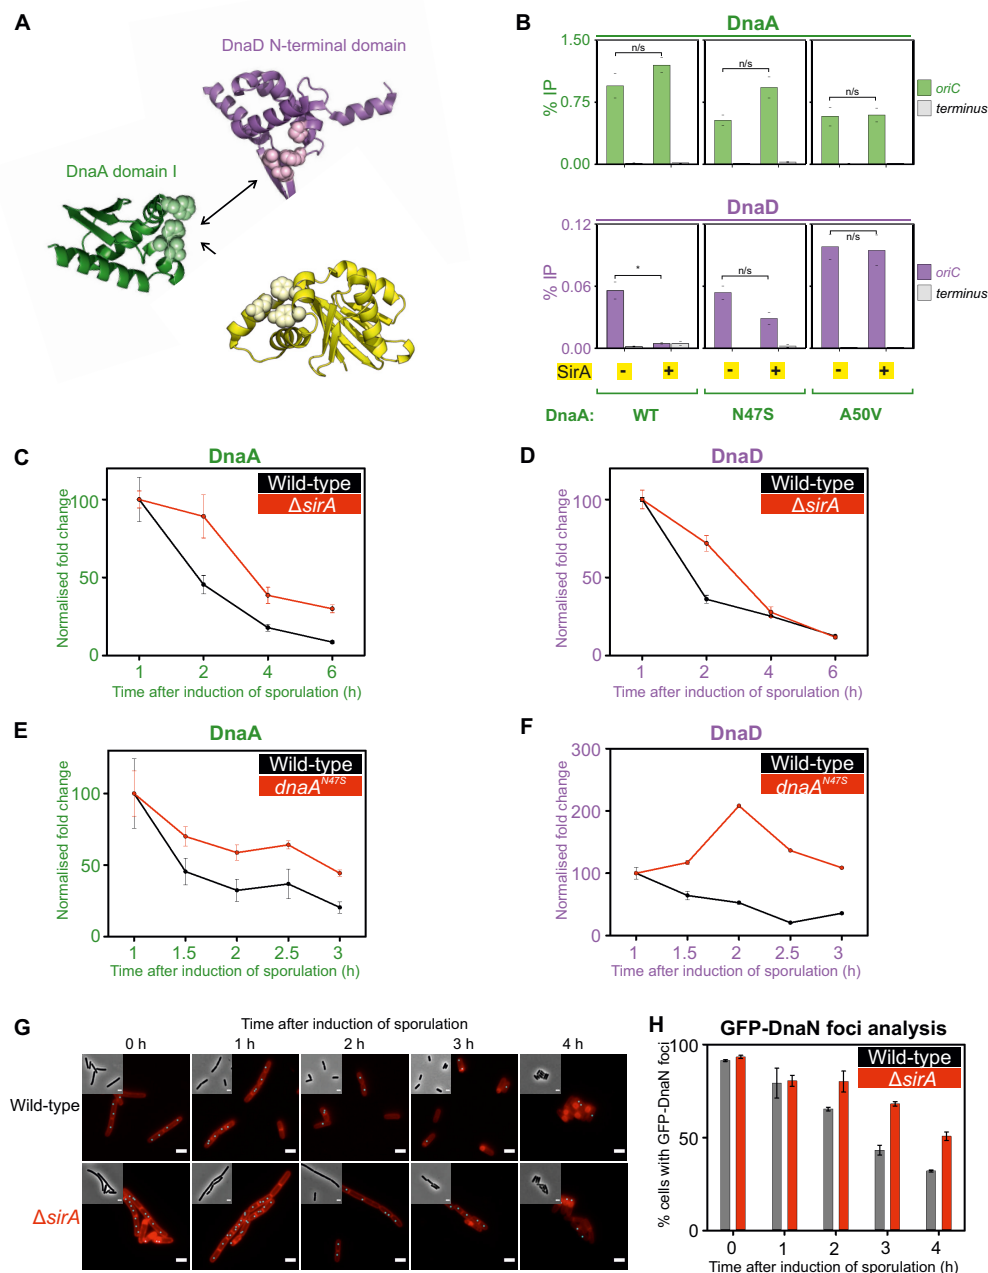 A
DnaD N-terminal domain
DnaA domain I
B
DnaA
% IP
1.50
0.75
0.00
n/s
n/s
n/s
oriC
terminus
DnaD
% IP
0.12
0.06
0.00
*
n/s
n/s
oriC
terminus
SirA - + - + - +
DnaA: WT N47S A50V
C
DnaA
Normalised fold change
100
50
0
Wild-type
ΔsirA
1 2 4 6
Time after induction of sporulation (h)
D
DnaD
Normalised fold change
100
50
0
Wild-type
ΔsirA
1 2 4 6
Time after induction of sporulation (h)
E
DnaA
Normalised fold change
100
50
0
Wild-type
dnaA^N47S
1 1.5 2 2.5 3
Time after induction of sporulation (h)
F
DnaD
Normalised fold change
300
200
100
0
Wild-type
dnaA^N47S
1 1.5 2 2.5 3
Time after induction of sporulation (h)
G
Time after induction of sporulation
0 h 1 h 2 h 3 h 4 h
Wild-type
ΔsirA
H
GFP-DnaN foci analysis
% cells with GFP-DnaN foci
100
50
0
Wild-type
ΔsirA
0 1 2 3 4
Time after induction of sporulation (h)